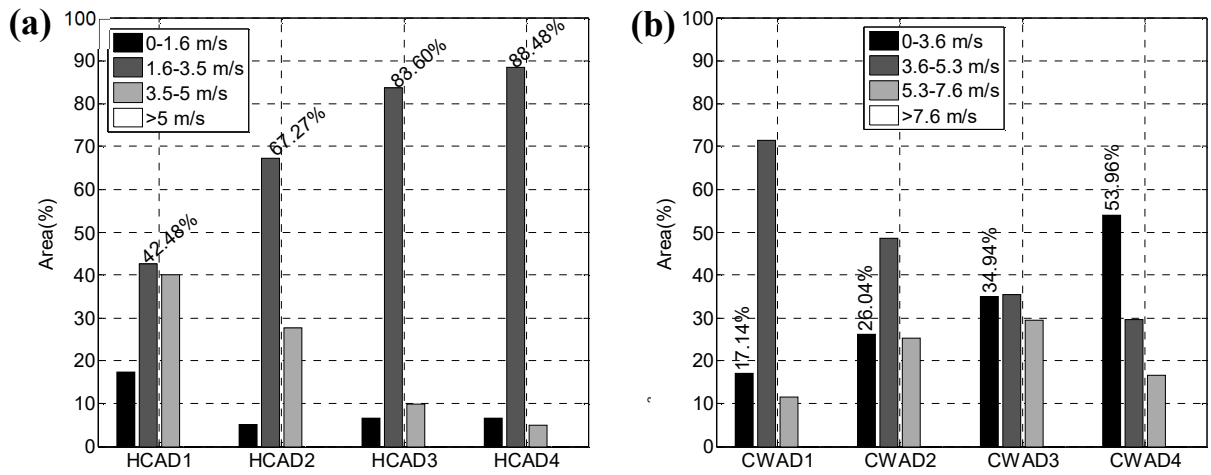 (a)
100
90
80
70
60
50
40
30
20
10
0
Area(%)
0-1.6 m/s
1.6-3.5 m/s
3.5-5 m/s
>5 m/s
42.48%
67.27%
83.60%
88.48%
HCAD1 HCAD2 HCAD3 HCAD4
(b)
100
90
80
70
60
50
40
30
20
10
0
Area(%)
0-3.6 m/s
3.6-5.3 m/s
5.3-7.6 m/s
>7.6 m/s
17.14%
26.04%
34.94%
53.96%
CWAD1 CWAD2 CWAD3 CWAD4